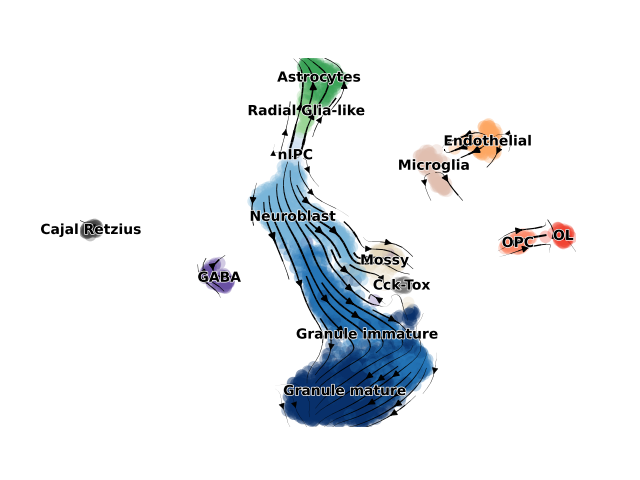 Astrocytes
Radial Glia-like
Endothelial
nIPC
Microglia
Neuroblast
Cajal Retzius
OPC
OL
Mossy
GABA
Cck-Tox
Granule immature
Granule mature